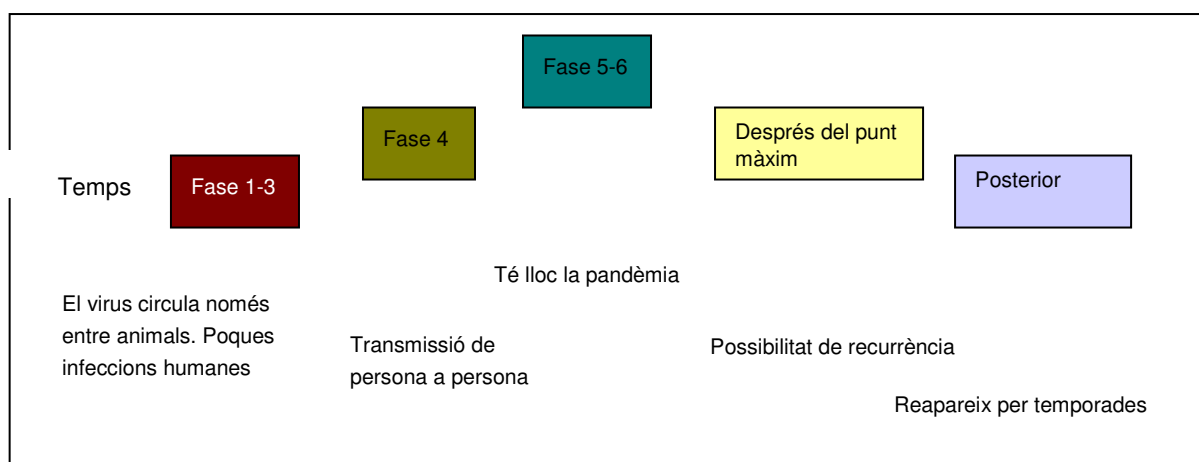 Fase 5-6
Fase 4
Després del punt
màxim
Temps
Fase 1-3
Posterior
Té lloc la pandèmia
El virus circula només
entre animals. Poques
infeccions humanes
Transmissió de
persona a persona
Possibilitat de recurrència
Reapareix per temporades